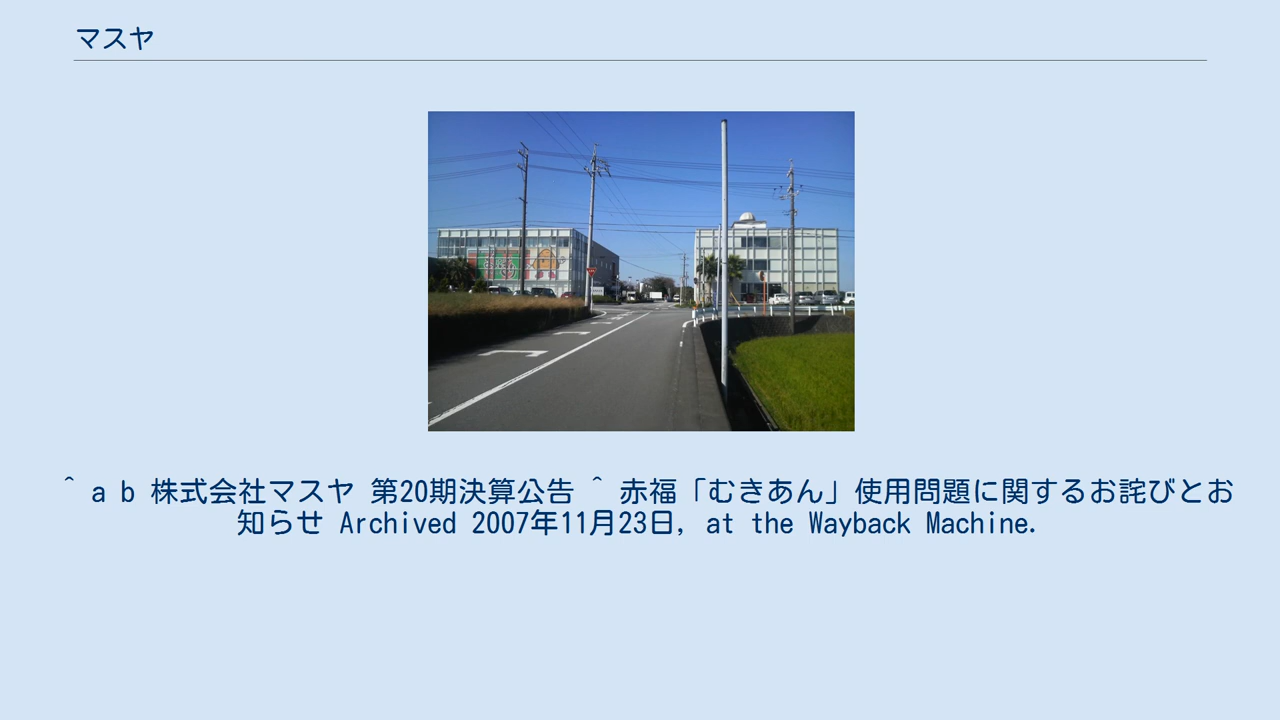 マスヤ
^ a b 株式会社マスヤ 第20期決算公告 ^ 赤福「むきあん」使用問題に関するお詫びとお
知らせ Archived 2007年11月23日, at the Wayback Machine.